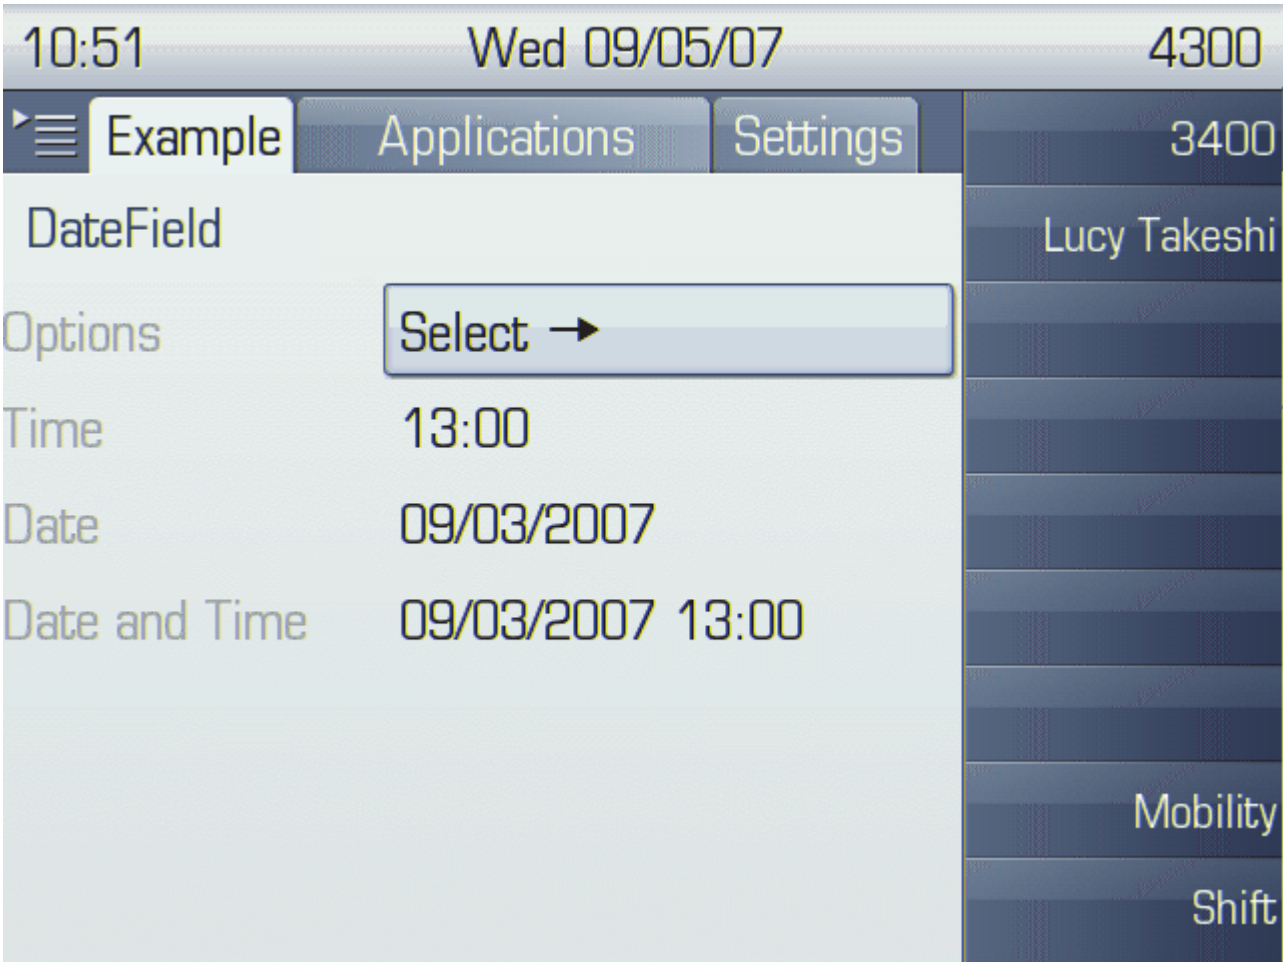 10:51 Wed 09/05/07 4300
Example Applications Settings 3400
DateField
Lucy Takeshi
Options Select →
Time 13:00
Date 09/03/2007
Date and Time 09/03/2007 13:00
Mobility
Shift